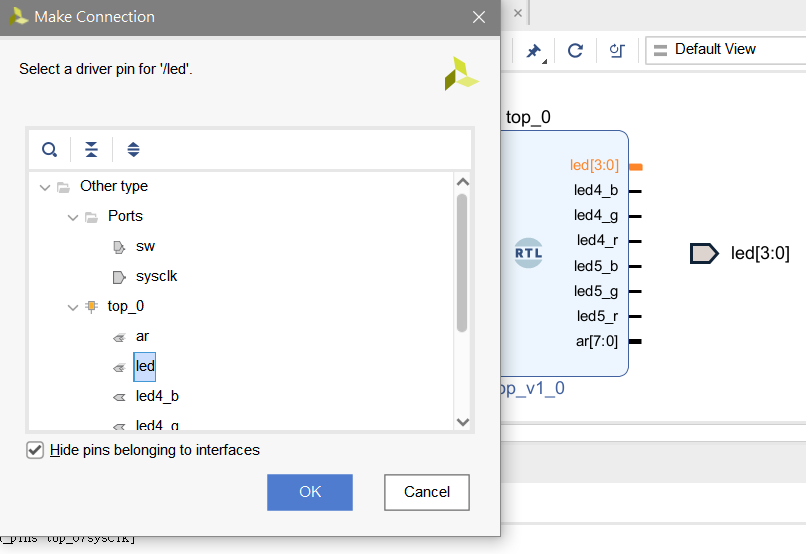 Make Connection
Select a driver pin for '/led'.
Other type
Ports
sw
sysclk
top_0
ar
led
led4_b
led4_g
Hide pins belonging to interfaces
OK
Cancel
Default View
top_0
led[3:0]
led4_b
led4_g
led4_r
led5_b
led5_g
led5_r
ar[7:0]
RTL
op_v1_0
led[3:0]
_pins top_0/sysclk]